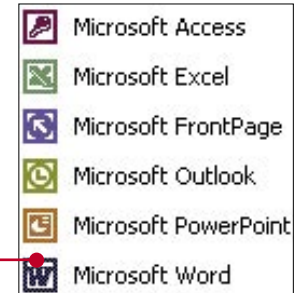 Microsoft Access
Microsoft Excel
Microsoft FrontPage
Microsoft Outlook
Microsoft PowerPoint
Microsoft Word